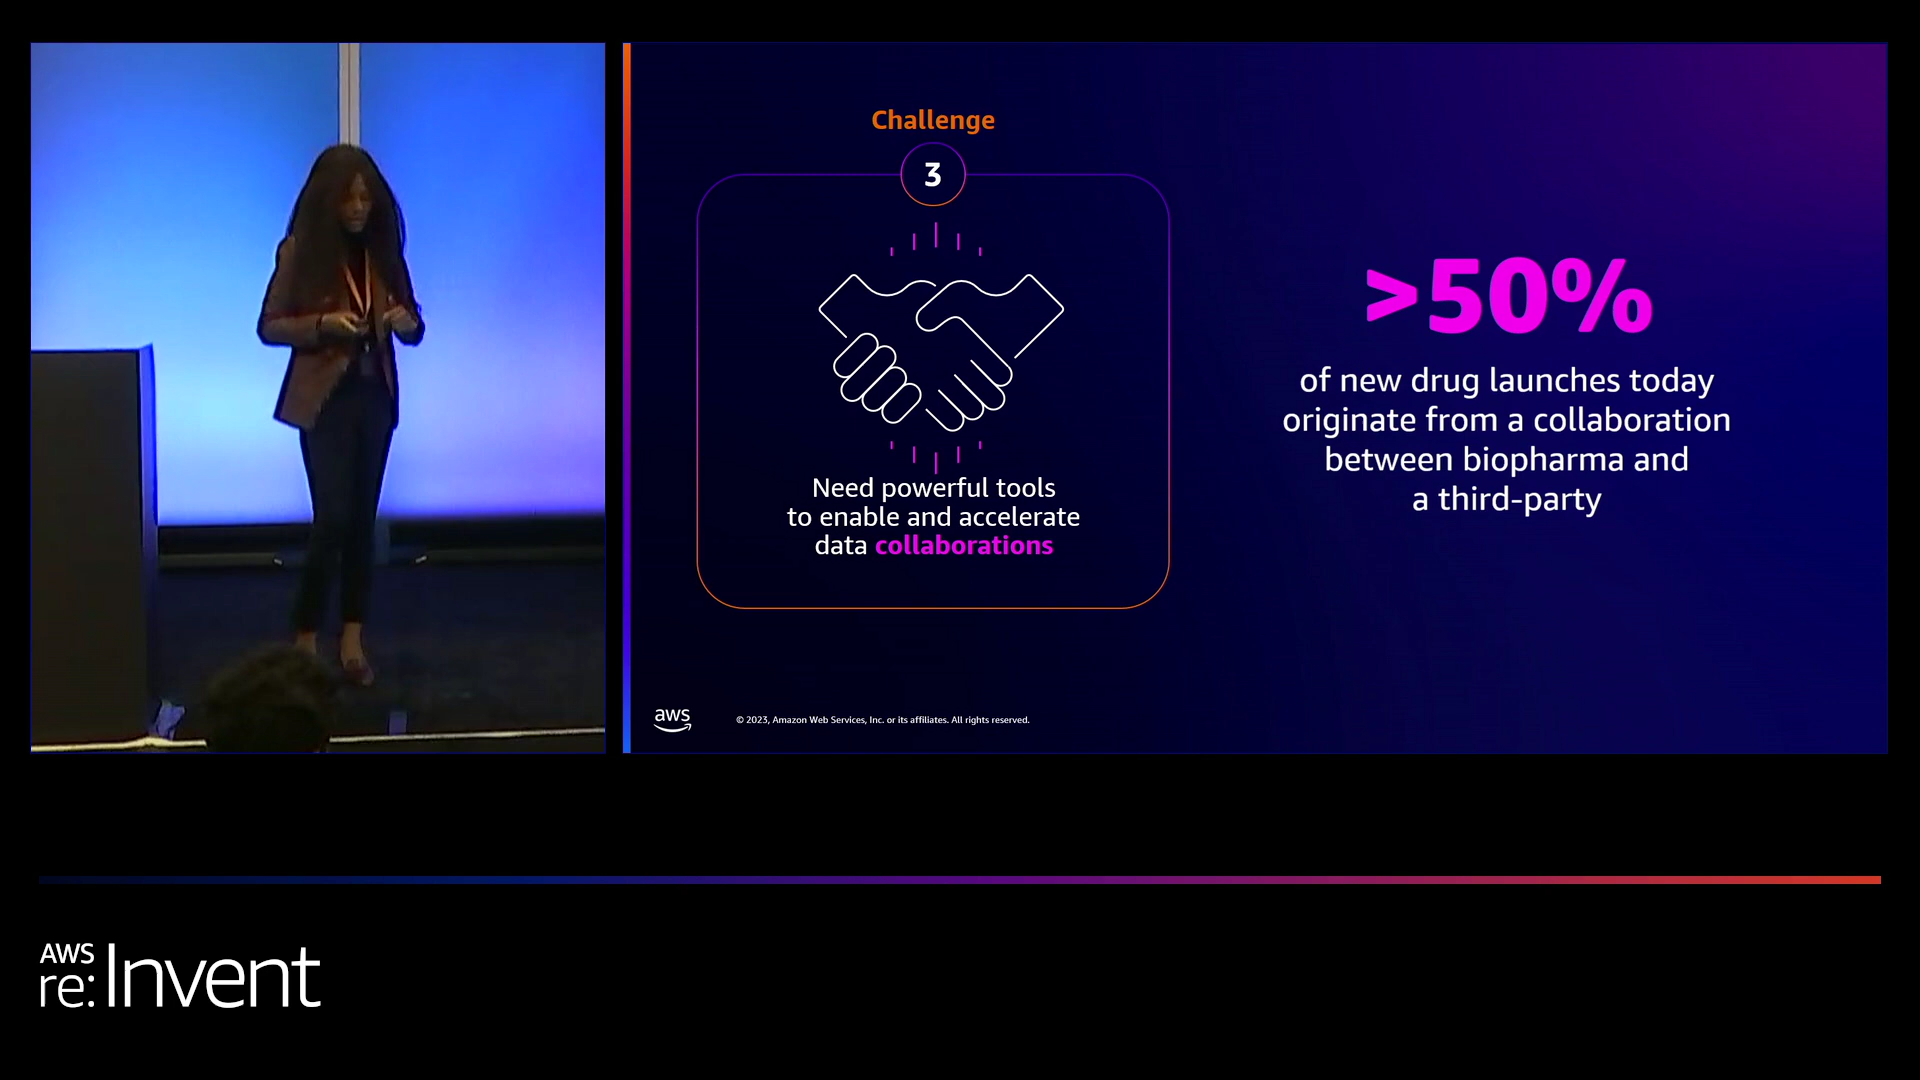 Challenge
3
Need powerful tools
to enable and accelerate
data collaborations
>50%
of new drug launches today
originate from a collaboration
between biopharma and
a third-party
aws
© 2023, Amazon Web Services, Inc. or its affiliates. All rights reserved.
AWS
re:Invent